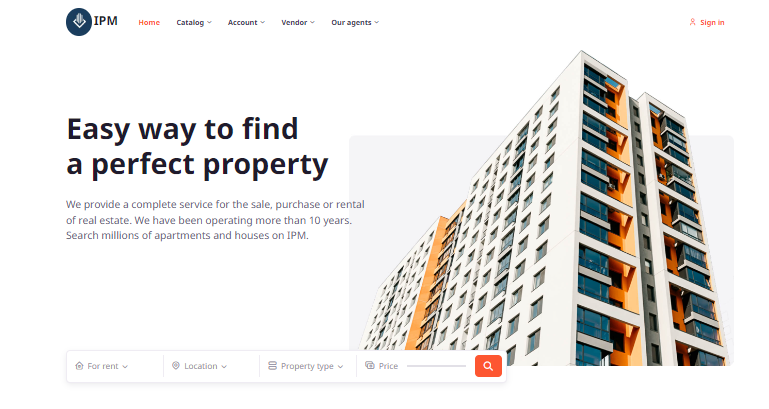 IPM
Home Catalog Account Vendor Our agents Sign in
Easy way to find
a perfect property
We provide a complete service for the sale, purchase or rental
of real estate. We have been operating more than 10 years.
Search millions of apartments and houses on IPM.
For rent Location Property type Price